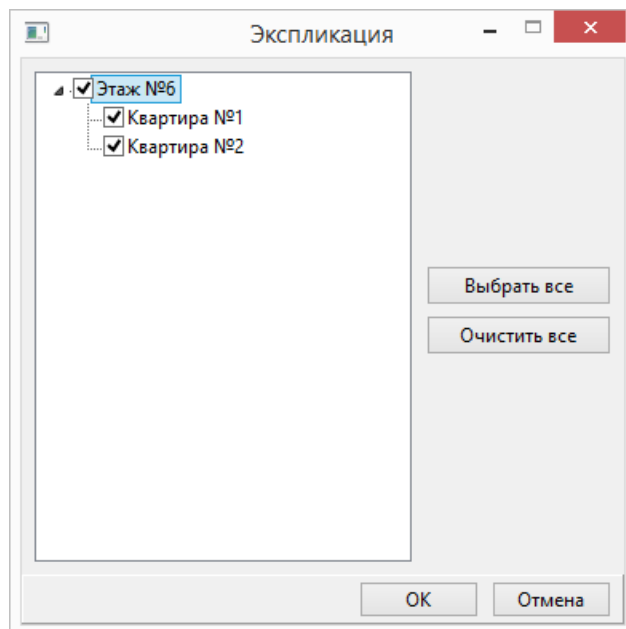 Экспликация
Этаж №6
Квартира №1
Квартира №2
Выбрать все
Очистить все
OK
Отмена